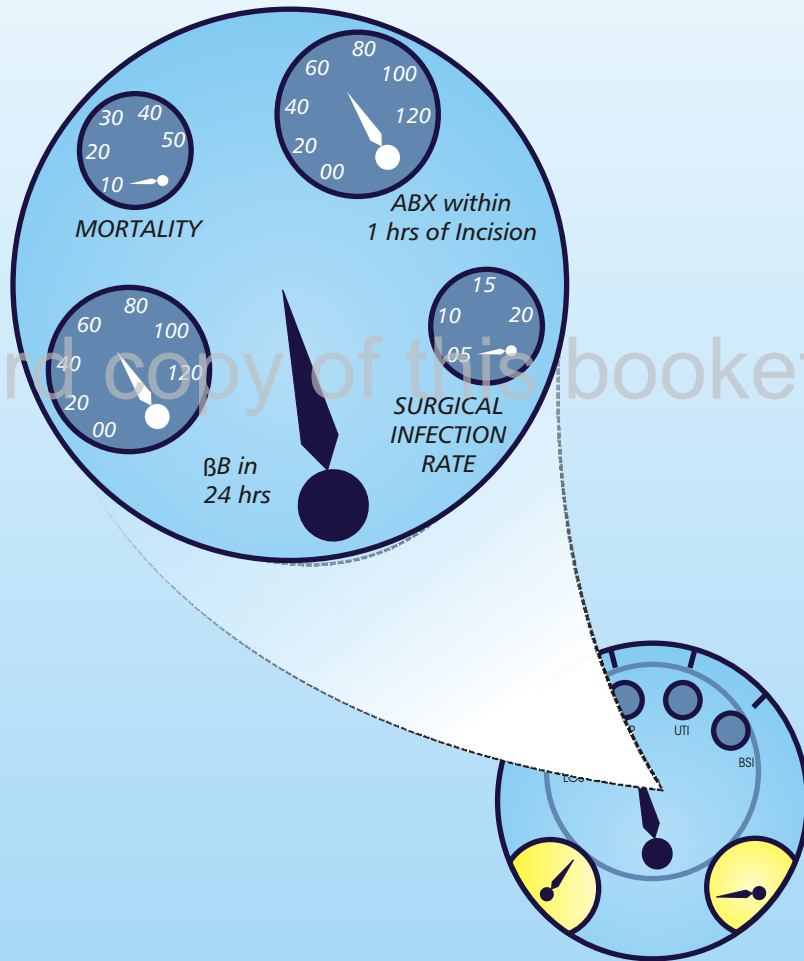 80
60
100
40
120
20
00
ABX within
1 hrs of Incision
30
40
20
50
10
MORTALITY
80
60
100
40
120
20
00
ßB in
24 hrs
15
10
20
05
SURGICAL
INFECTION
RATE
rd copy of this booket
UTI
BSI